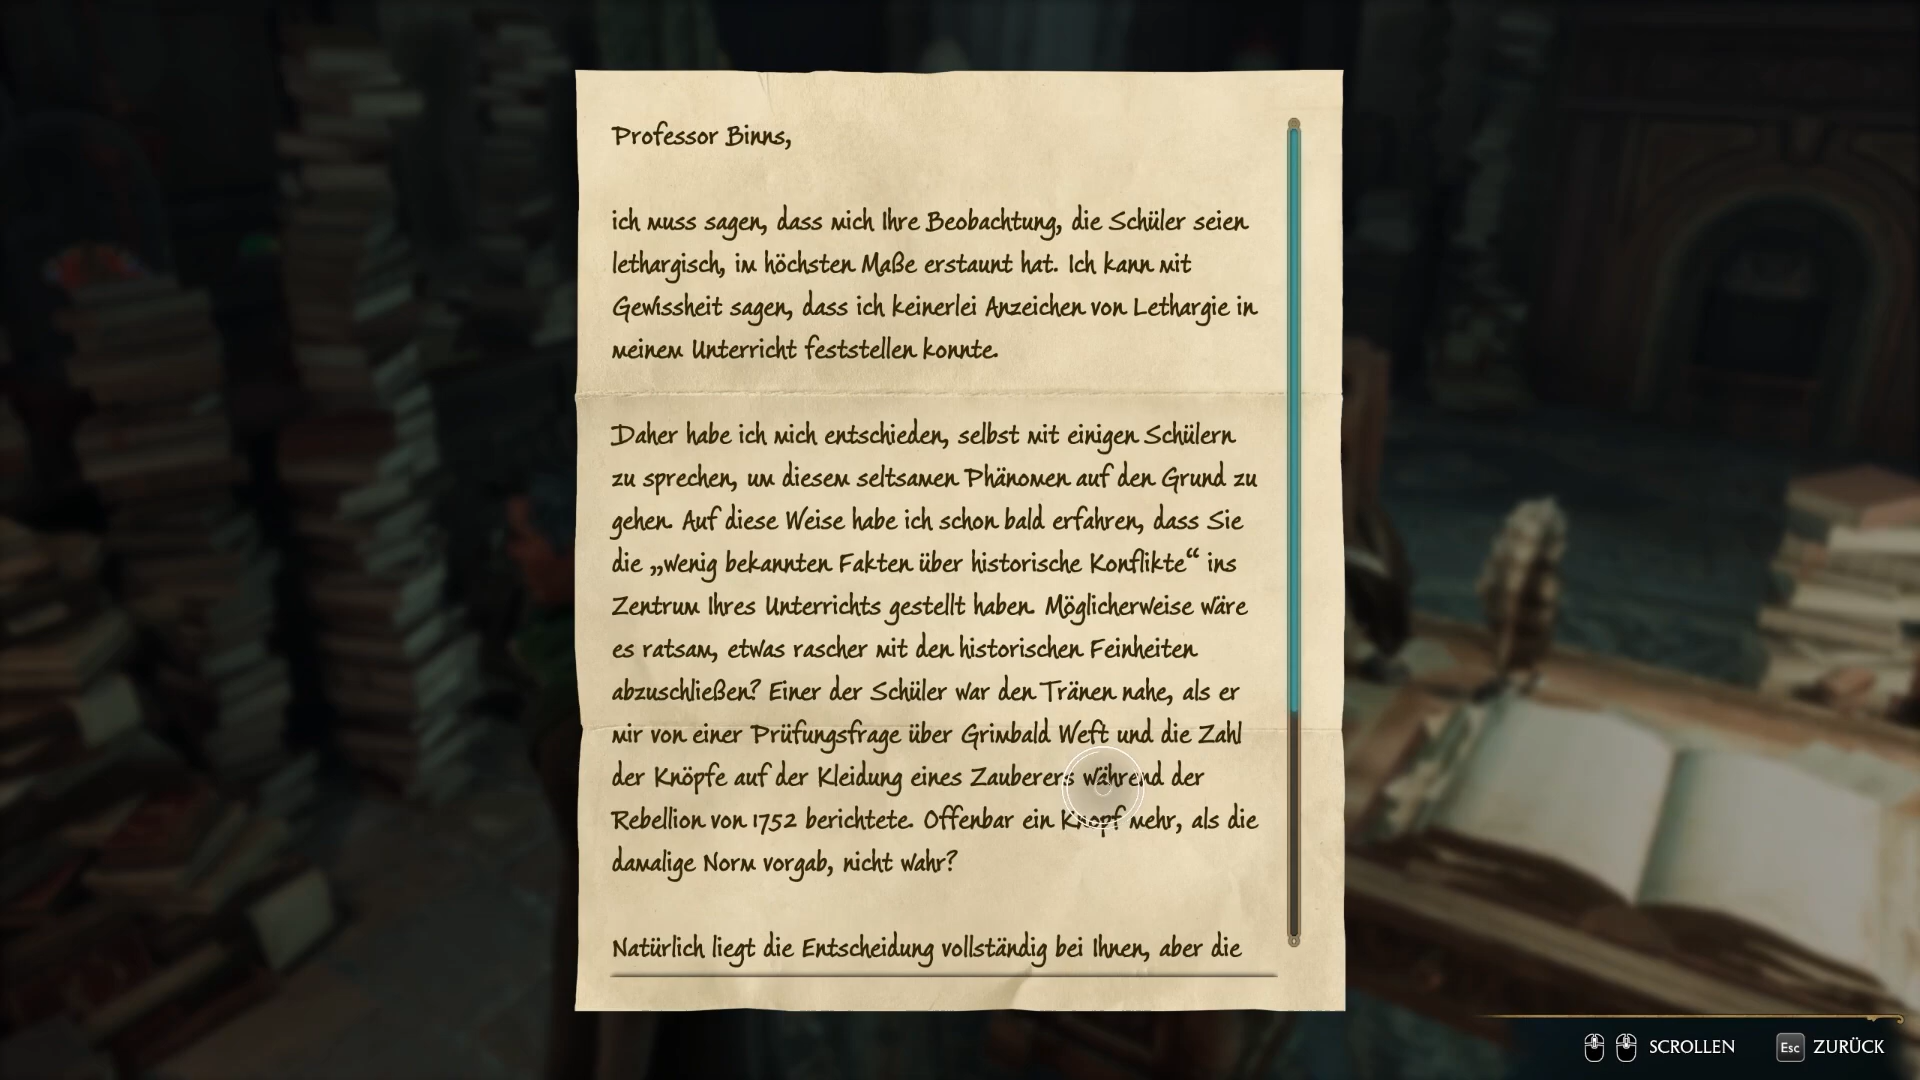 Professor Binns,
ich muss sagen, dass mich Ihre Beobachtung, die Schüler seien
lethargisch, im höchsten Maße erstaunt hat. Ich kann mit
Gewissheit sagen, dass ich keinerlei Anzeichen von Lethargie in
meinem Unterricht feststellen konnte.
Daher habe ich mich entschieden, selbst mit einigen Schülern
zu sprechen, um diesem seltsamen Phänomen auf den Grund zu
gehen. Auf diese Weise habe ich schon bald erfahren, dass Sie
die „wenig bekannten Fakten über historische Konflikte“ ins
Zentrum Ihres Unterrichts gestellt haben. Möglicherweise wäre
es ratsam, etwas rascher mit den historischen Feinheiten
abzuschließen? Einer der Schüler war den Tränen nahe, als er
mir von einer Prüfungsfrage über Grimbald Weft und die Zahl
der Knöpfe auf der Kleidung eines Zauberers während der
Rebellion von 1752 berichtete. Offenbar ein Knopf mehr, als die
damalige Norm vorgab, nicht wahr?
Natürlich liegt die Entscheidung vollständig bei Ihnen, aber die
SCROLLEN Esc ZURÜCK